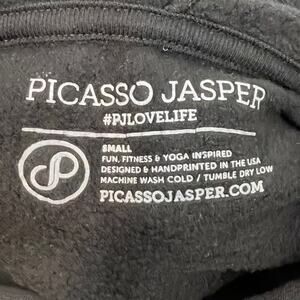 PICASSO JASPER
#PJLOVELIFE
SMALL
FUN, FITNESS & YOGA INSPIRED
DESIGNED & HANDPRINTED IN THE USA
MACHINE WASH COLD / TUMBLE DRY LOW
PICASSOJASPER.COM